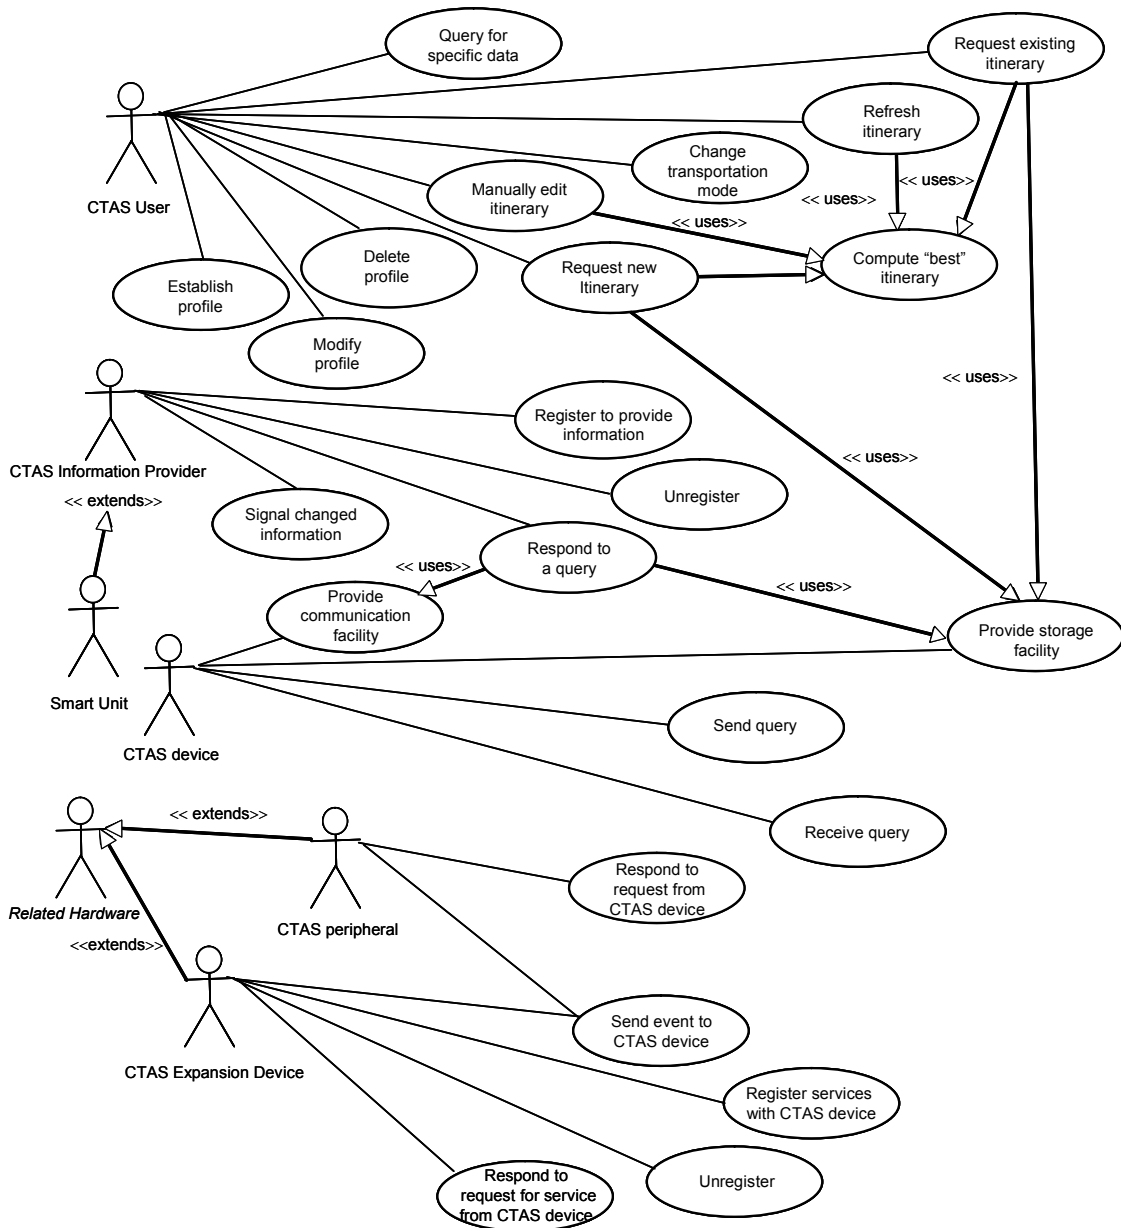 Query for
specific data
Request existing
itinerary
Refresh
itinerary
Change
transportation
mode
CTAS User
Manually edit
itinerary
<< uses>>
<< uses>>
<< uses>>
Delete
profile
Request new
Itinerary
Compute “best”
itinerary
Establish
profile
Modify
profile
<< uses>>
Register to provide
information
CTAS Information Provider
<< uses>>
<< extends>>
Unregister
Signal changed
information
Respond to
a query
<< uses>>
<< uses>>
Provide
communication
facility
Provide storage
facility
Smart Unit
CTAS device
Send query
<< extends>>
Receive query
Respond to
request from
CTAS device
Related Hardware
CTAS peripheral
<<extends>>
Send event to
CTAS device
CTAS Expansion Device
Register services
with CTAS device
Respond to
request for service
from CTAS device
Unregister